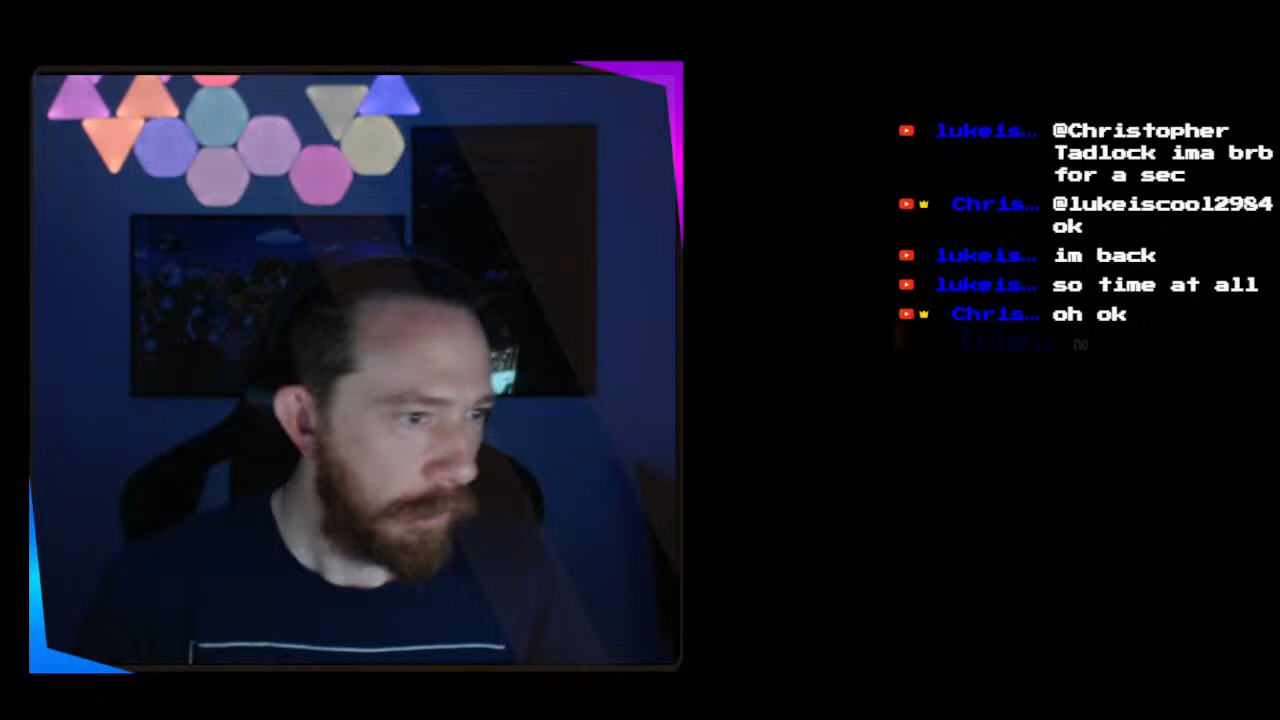 lukeis... @Christopher
Tadlock ima brb
for a sec
Chris... @lukeiscool2984
ok
lukeis... im back
lukeis... so time at all
Chris... oh ok
no